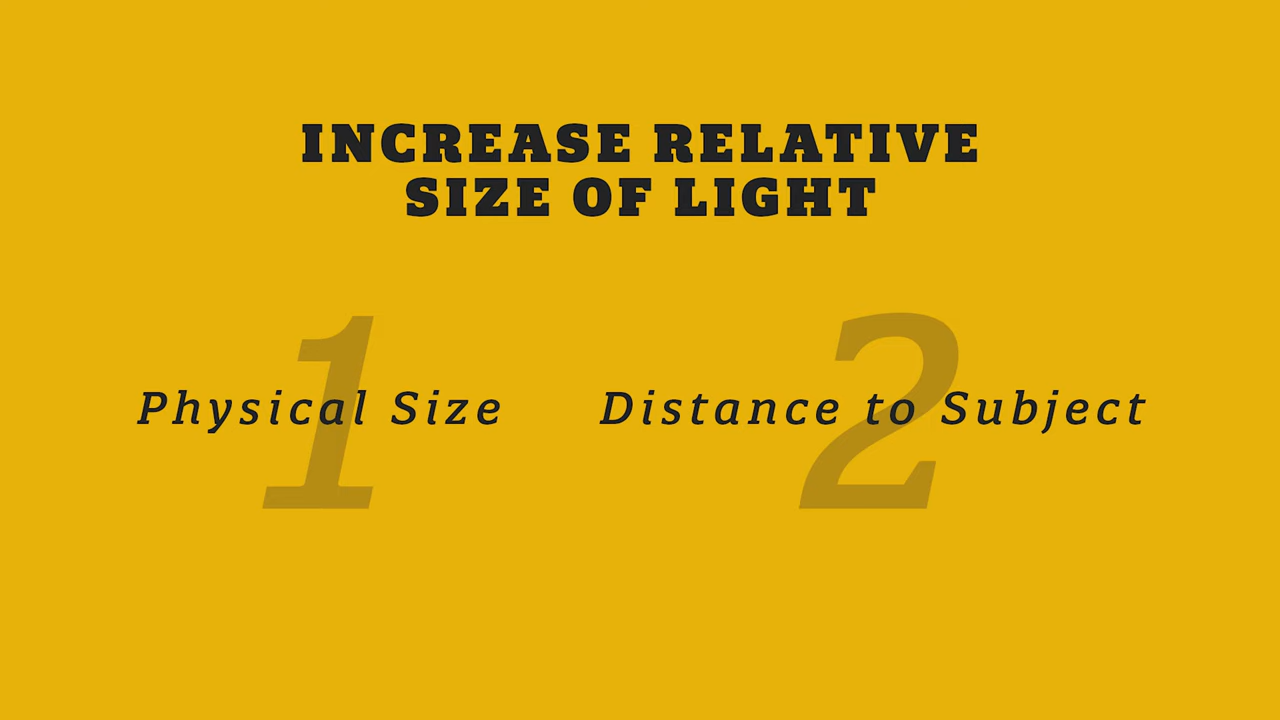 INCREASE RELATIVE
SIZE OF LIGHT
1
Physical Size
2
Distance to Subject